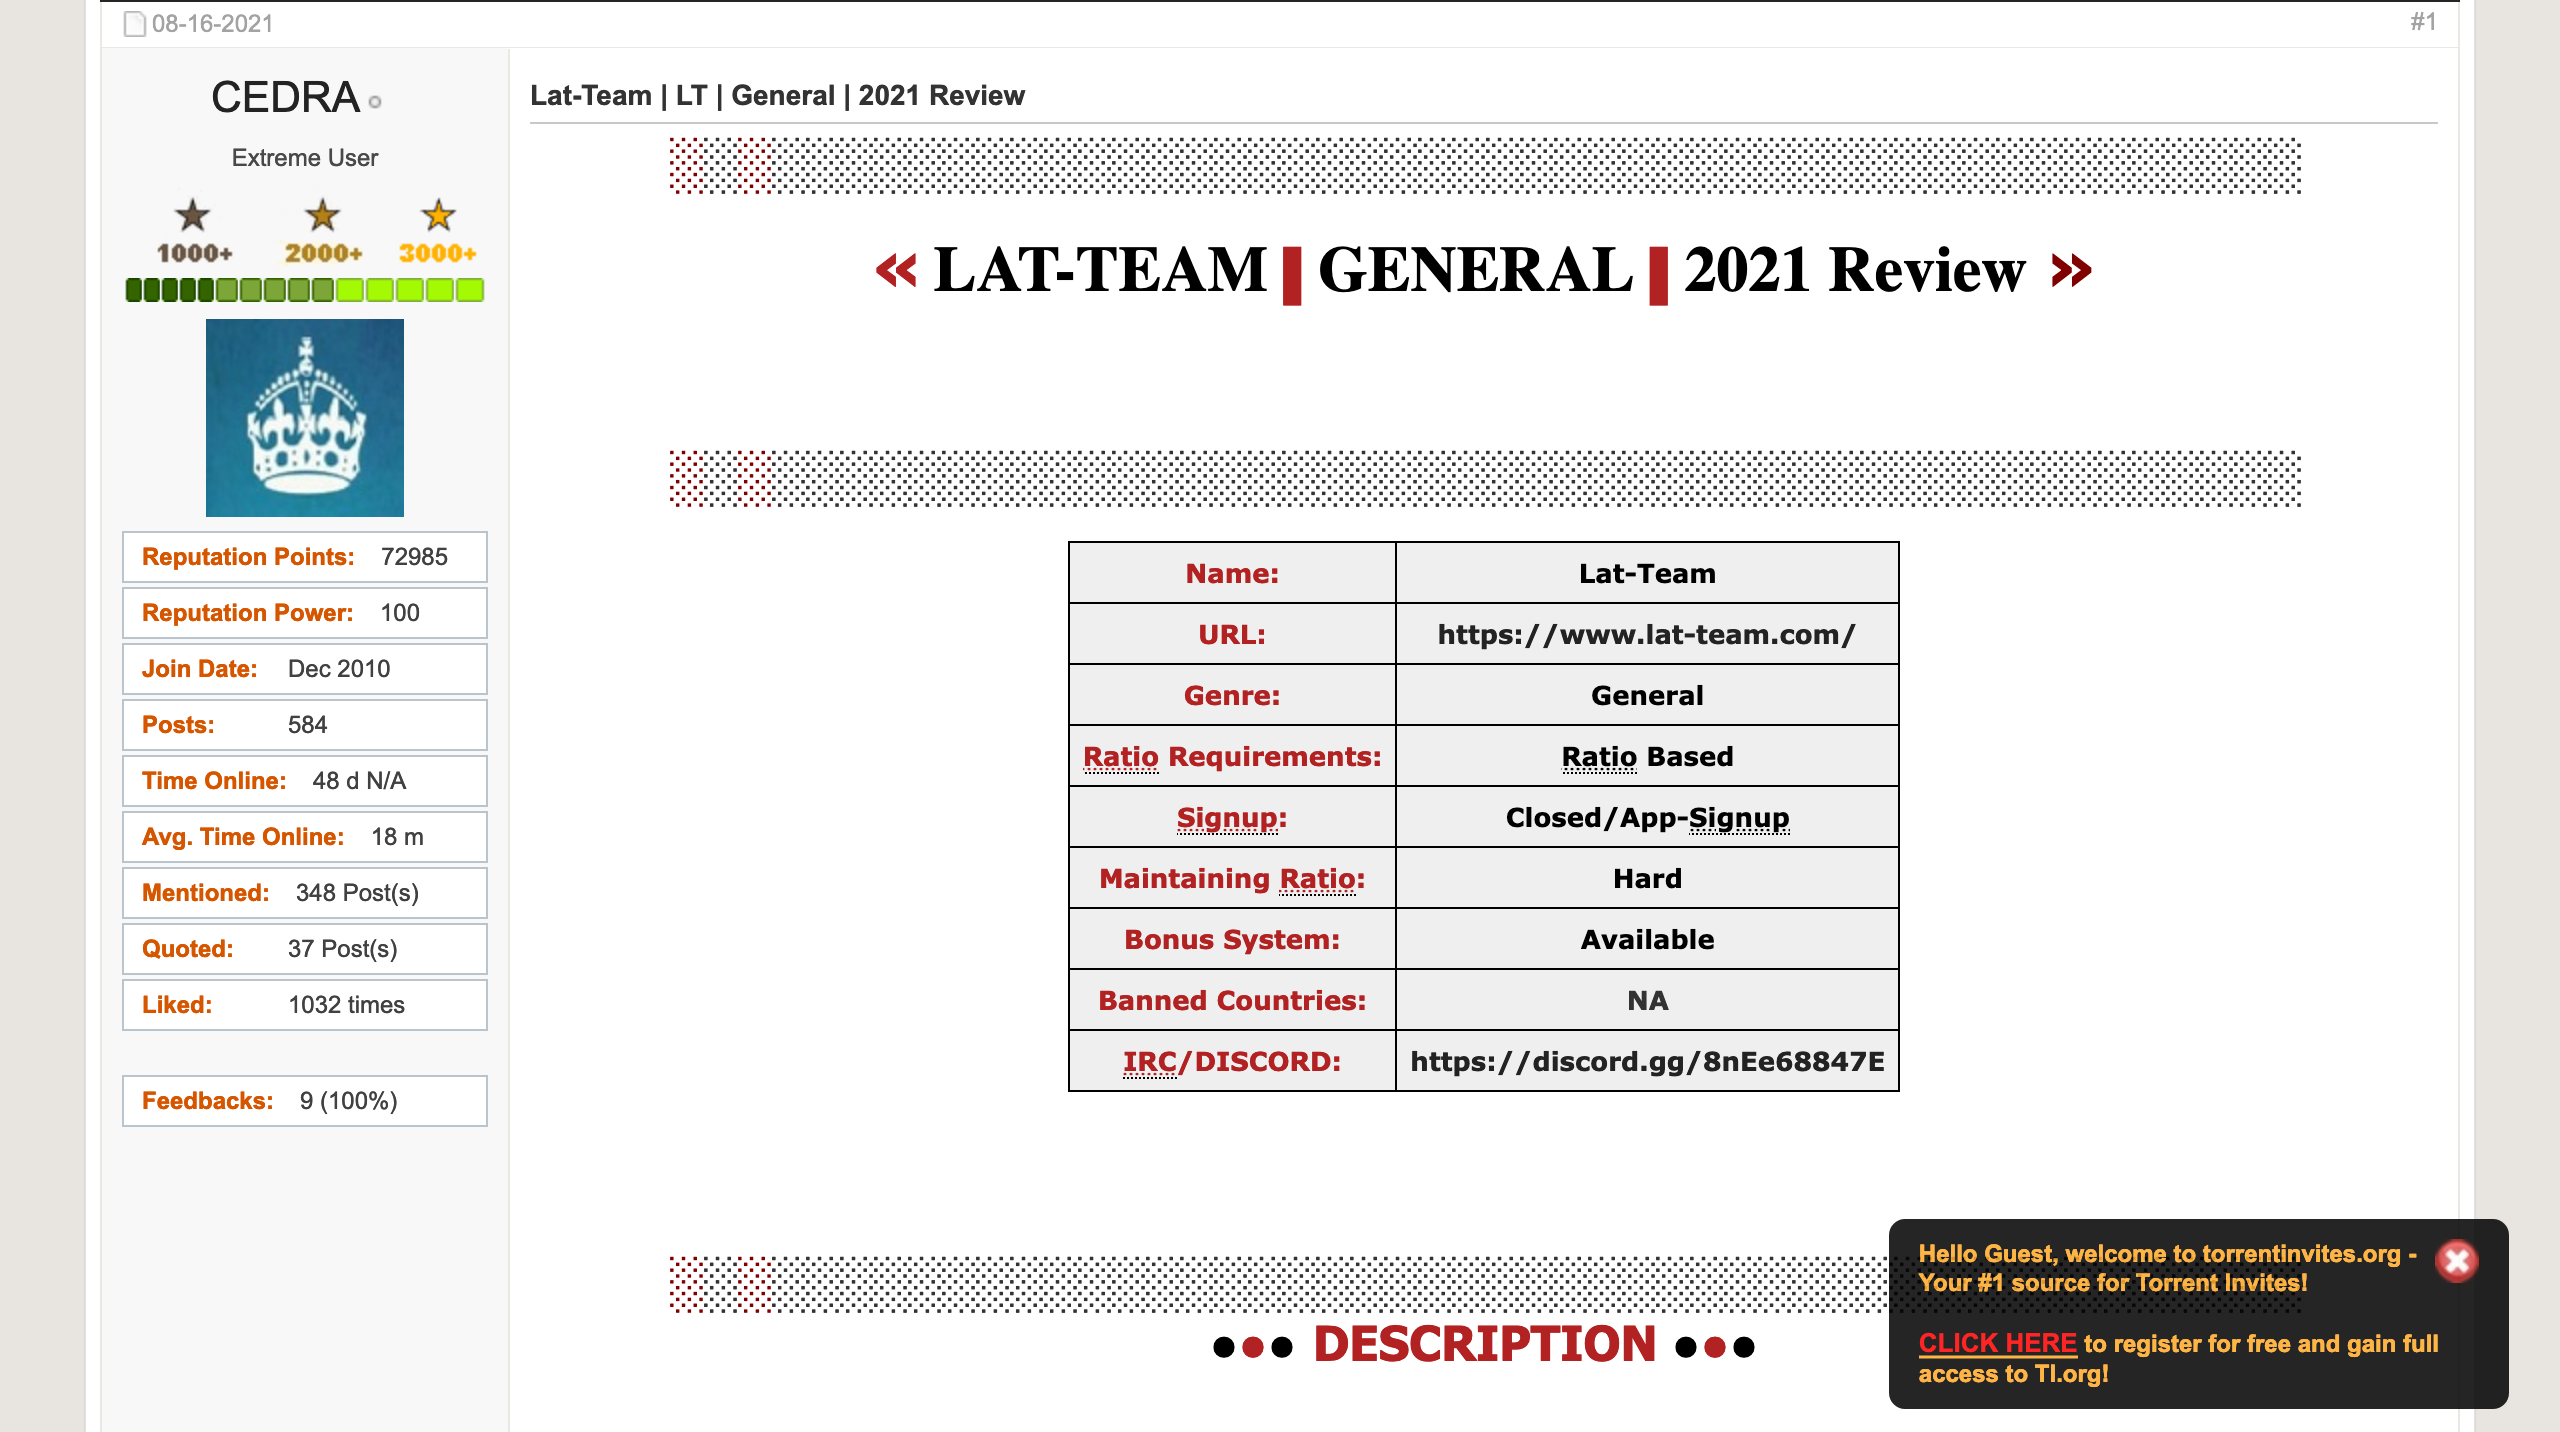 08-16-2021
#1
CEDRA
Extreme User
1000+ 2000+ 3000+
Reputation Points: 72985
Reputation Power: 100
Join Date: Dec 2010
Posts: 584
Time Online: 48 d N/A
Avg. Time Online: 18 m
Mentioned: 348 Post(s)
Quoted: 37 Post(s)
Liked: 1032 times
Feedbacks: 9 (100%)
Lat-Team | LT | General | 2021 Review
« LAT-TEAM ❚ GENERAL ❚ 2021 Review »
Name: Lat-Team
URL: https://www.lat-team.com/
Genre: General
Ratio Requirements: Ratio Based
Signup: Closed/App-Signup
Maintaining Ratio: Hard
Bonus System: Available
Banned Countries: NA
IRC/DISCORD: https://discord.gg/8nEe68847E
●●● DESCRIPTION ●●●
Hello Guest, welcome to torrentinvites.org -
Your #1 source for Torrent Invites!
CLICK HERE to register for free and gain full
access to TI.org!